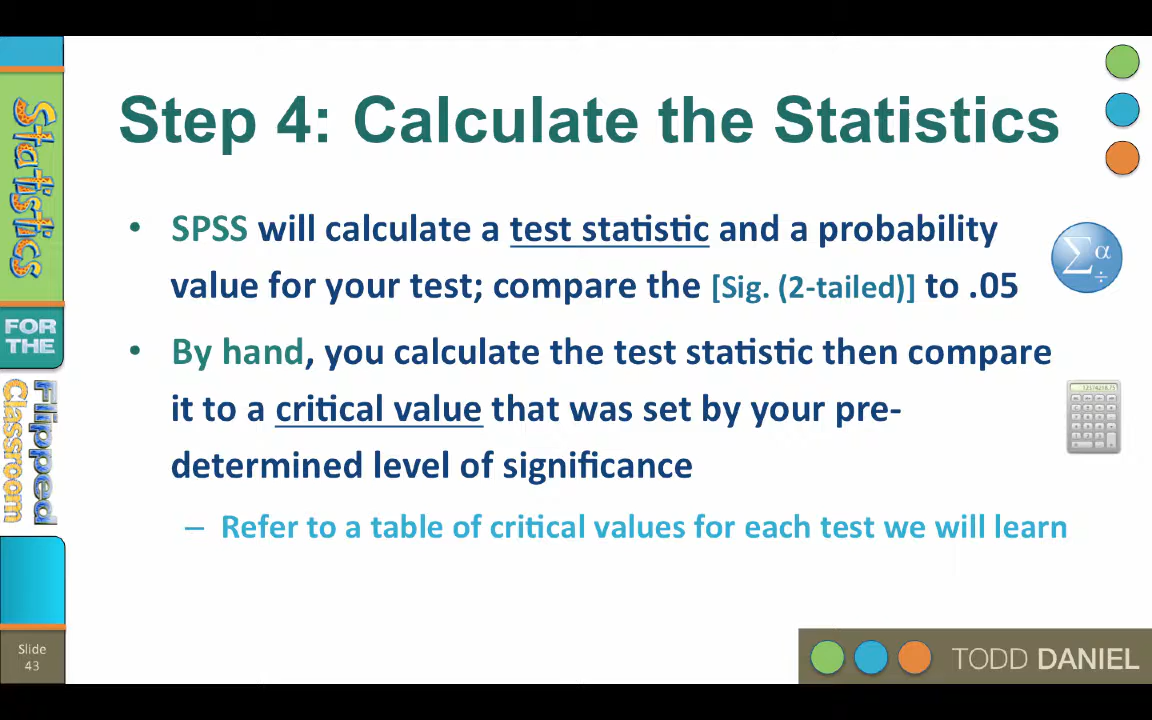 Statistics
FOR
THE
Flipped
Classroom
Slide
43
Step 4: Calculate the Statistics
• SPSS will calculate a test statistic and a probability
value for your test; compare the [Sig. (2-tailed)] to .05
• By hand, you calculate the test statistic then compare
it to a critical value that was set by your pre-
determined level of significance
– Refer to a table of critical values for each test we will learn
Σ α ÷
TODD DANIEL